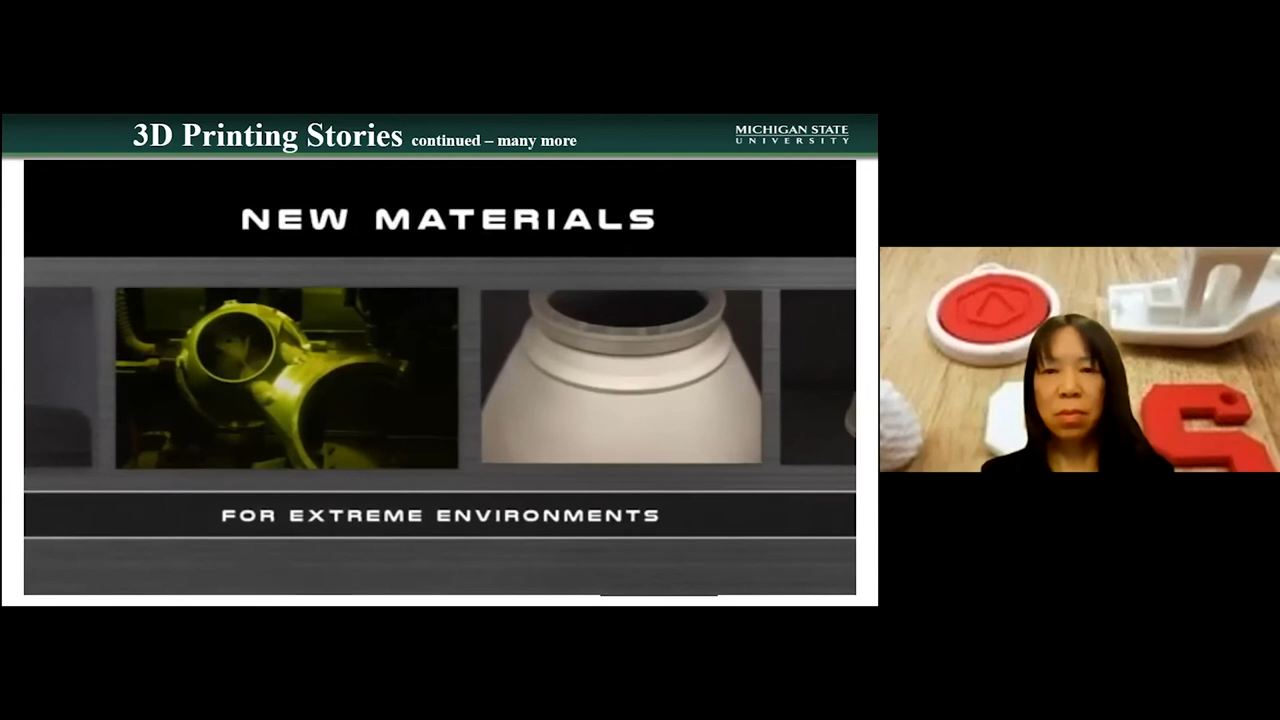 3D Printing Stories continued – many more
MICHIGAN STATE
UNIVERSITY
NEW MATERIALS
FOR EXTREME ENVIRONMENTS